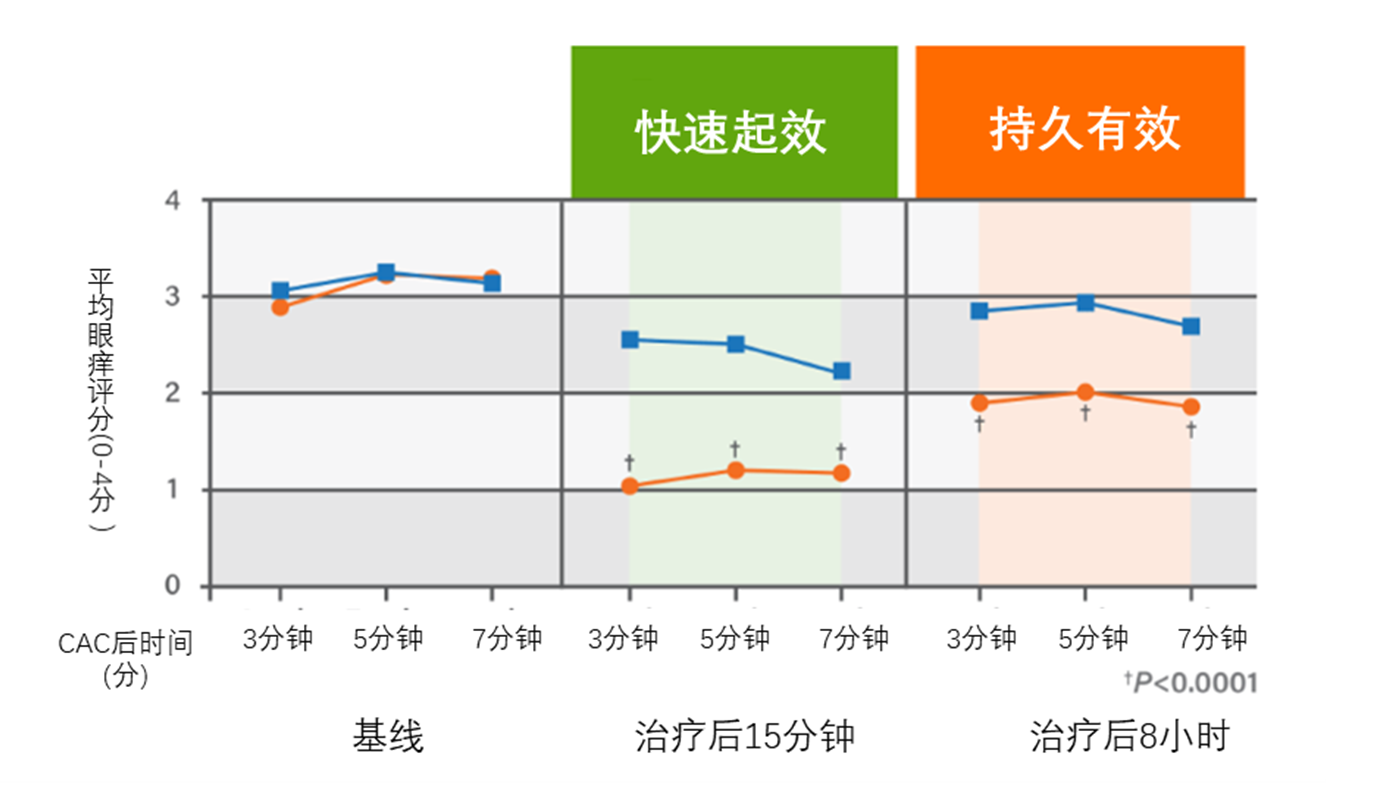 快速起效
持久有效
4
3
2
1
0
平均眼痒评分(0-4分)
†
†
†
†
†
†
CAC后时间
(分)
3分钟 5分钟 7分钟 3分钟 5分钟 7分钟 3分钟 5分钟 7分钟
†P<0.0001
基线 治疗后15分钟 治疗后8小时